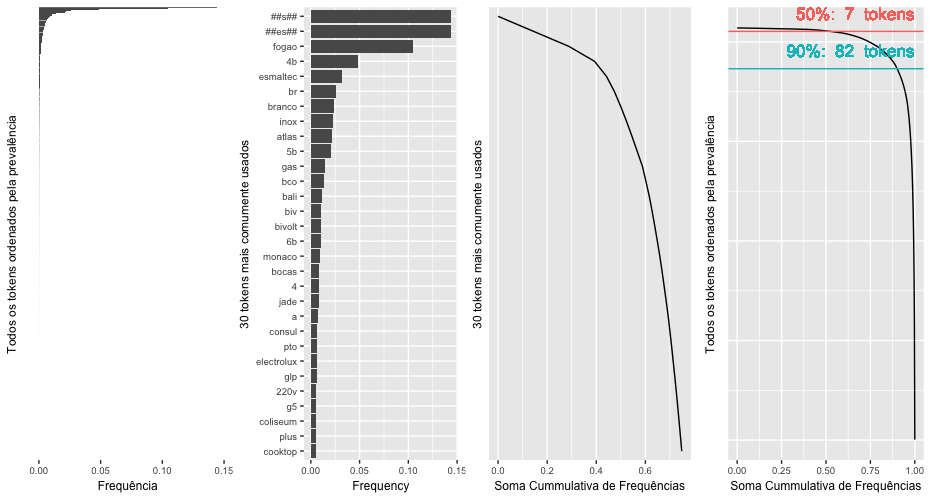 Todos os tokens ordenados pela prevalência
0.00 0.05 0.10 0.15
Frequência
30 tokens mais comumente usados
##s##
##es##
fogao
4b
esmaltec
br
branco
inox
atlas
5b
gas
bco
bali
biv
bivolt
6b
monaco
bocas
4
jade
a
consul
pto
electrolux
glp
220v
g5
coliseum
plus
cooktop
0.00 0.05 0.10 0.15
Frequency
30 tokens mais comumente usados
0.0 0.2 0.4 0.6
Soma Cummulativa de Frequências
Todos os tokens ordenados pela prevalência
50%: 7 tokens
90%: 82 tokens
0.00 0.25 0.50 0.75 1.00
Soma Cummulativa de Frequências